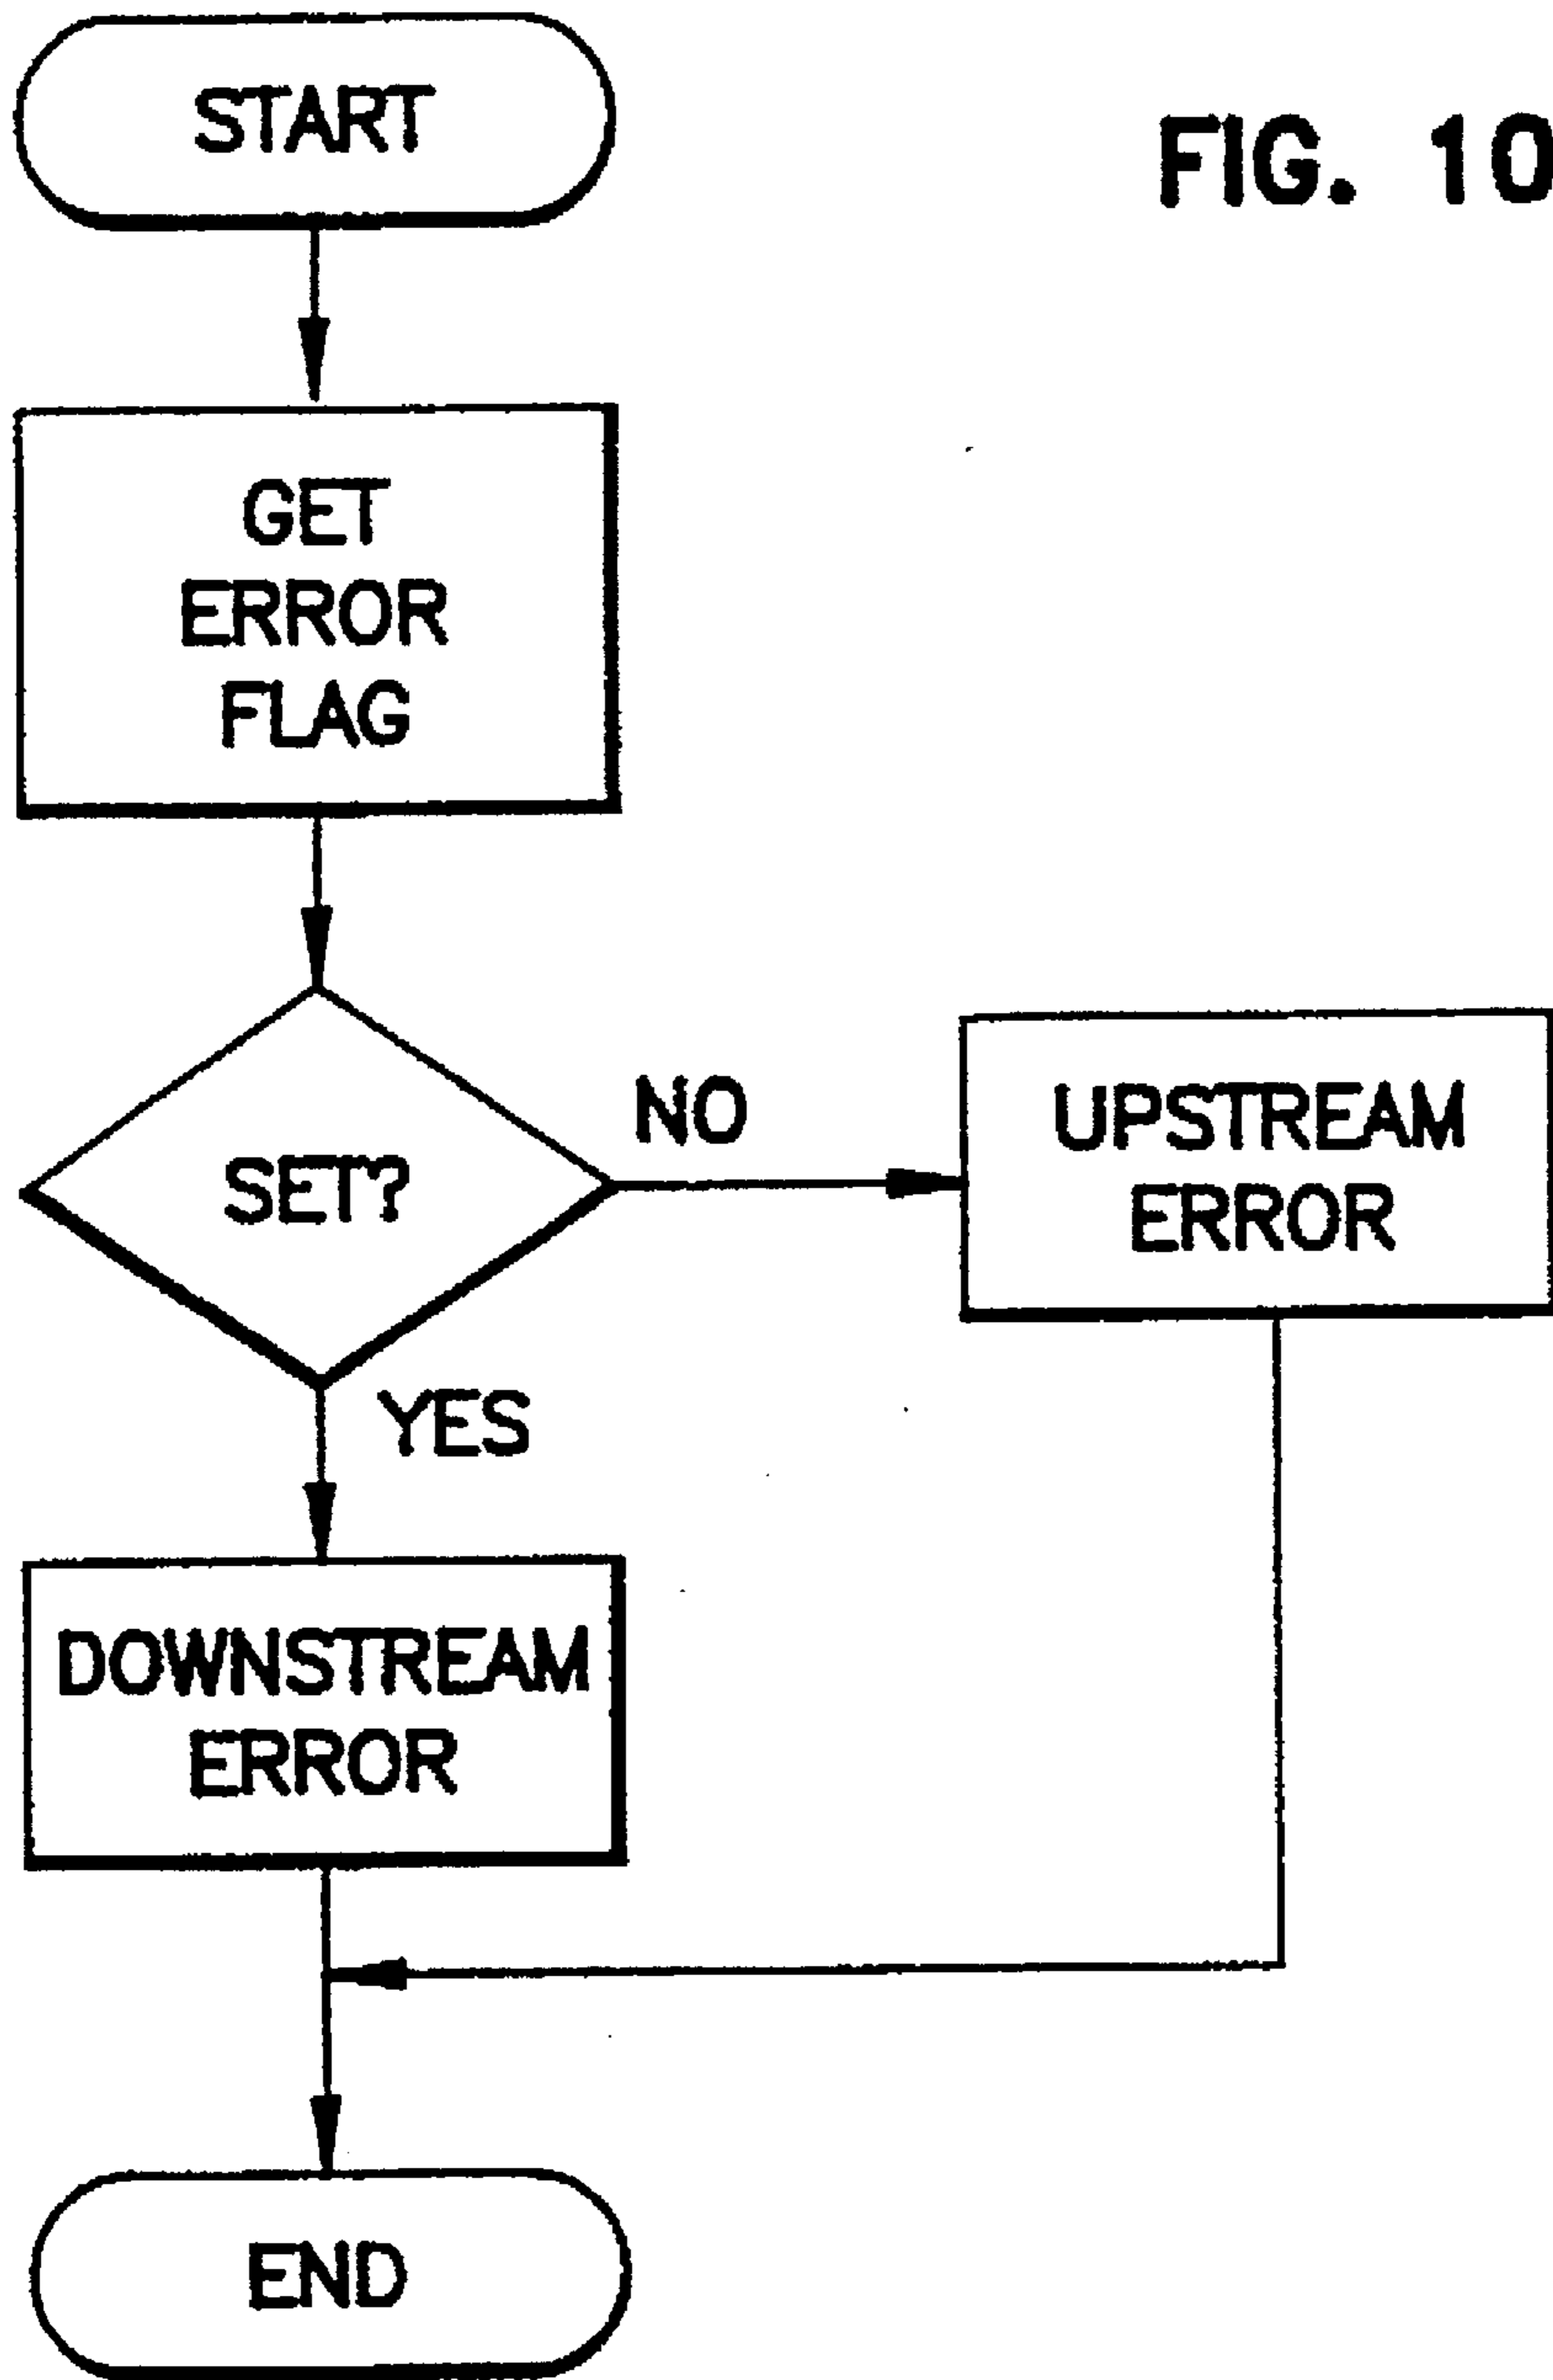 START
FIG. 10
GET
ERROR
FLAG
SET?
NO
UPSTREAM
ERROR
YES
DOWNSTREAM
ERROR
END